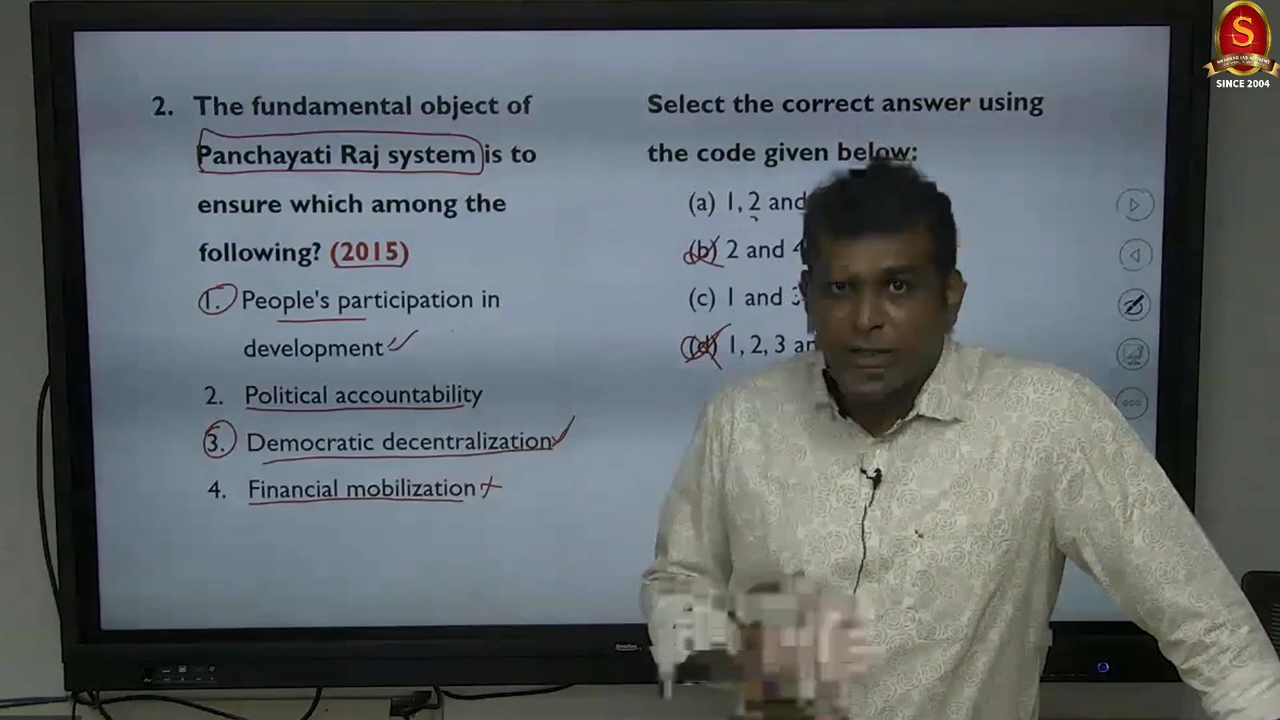 2. The fundamental object of
Panchayati Raj system is to
ensure which among the
following? (2015)
1. People's participation in
development
2. Political accountability
3. Democratic decentralization
4. Financial mobilization
Select the correct answer using
the code given below:
(a) 1, 2 and
(b) 2 and 4
(c) 1 and
(d) 1, 2, 3
S
SINCE 2004